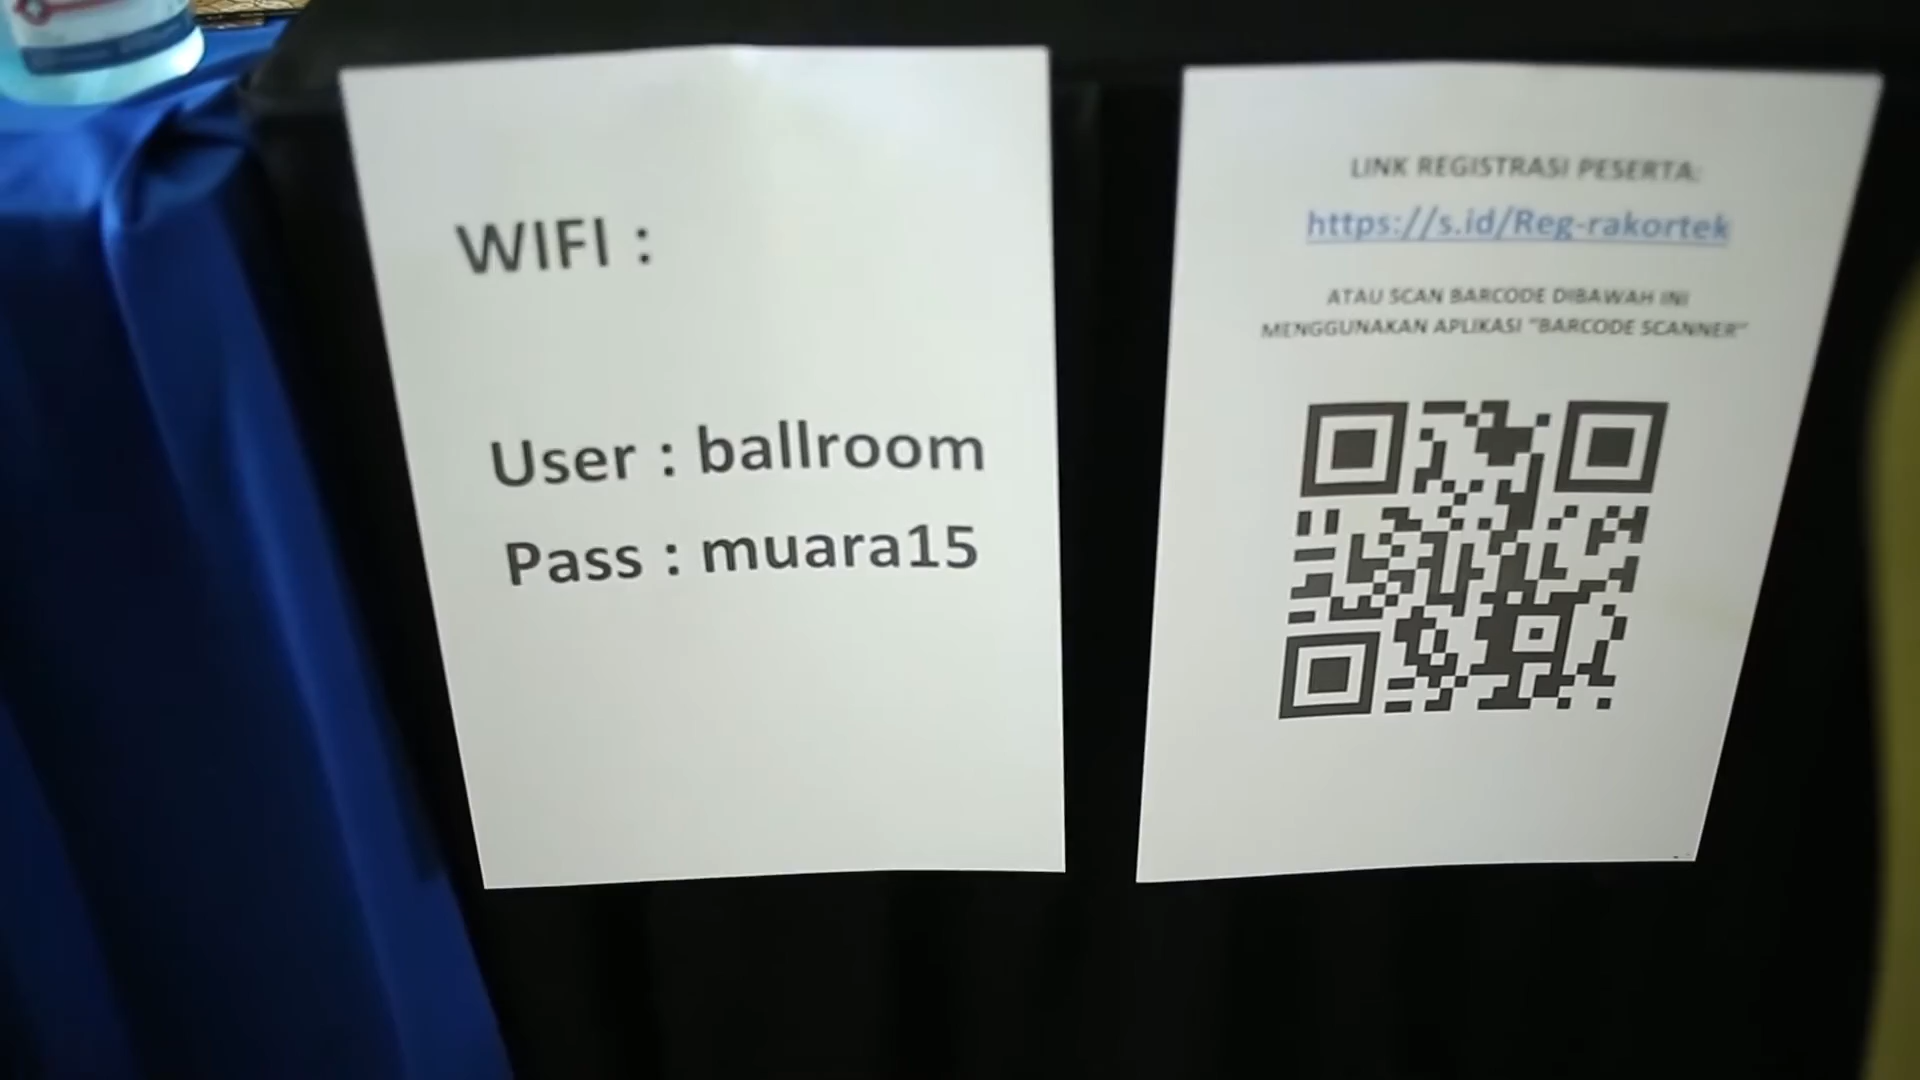 WIFI :
User : ballroom
Pass : muara15
LINK REGISTRASI PESERTA:
https://s.id/Reg-rakortek
ATAU SCAN BARCODE DIBAWAH INI
MENGGUNAKAN APLIKASI "BARCODE SCANNER"